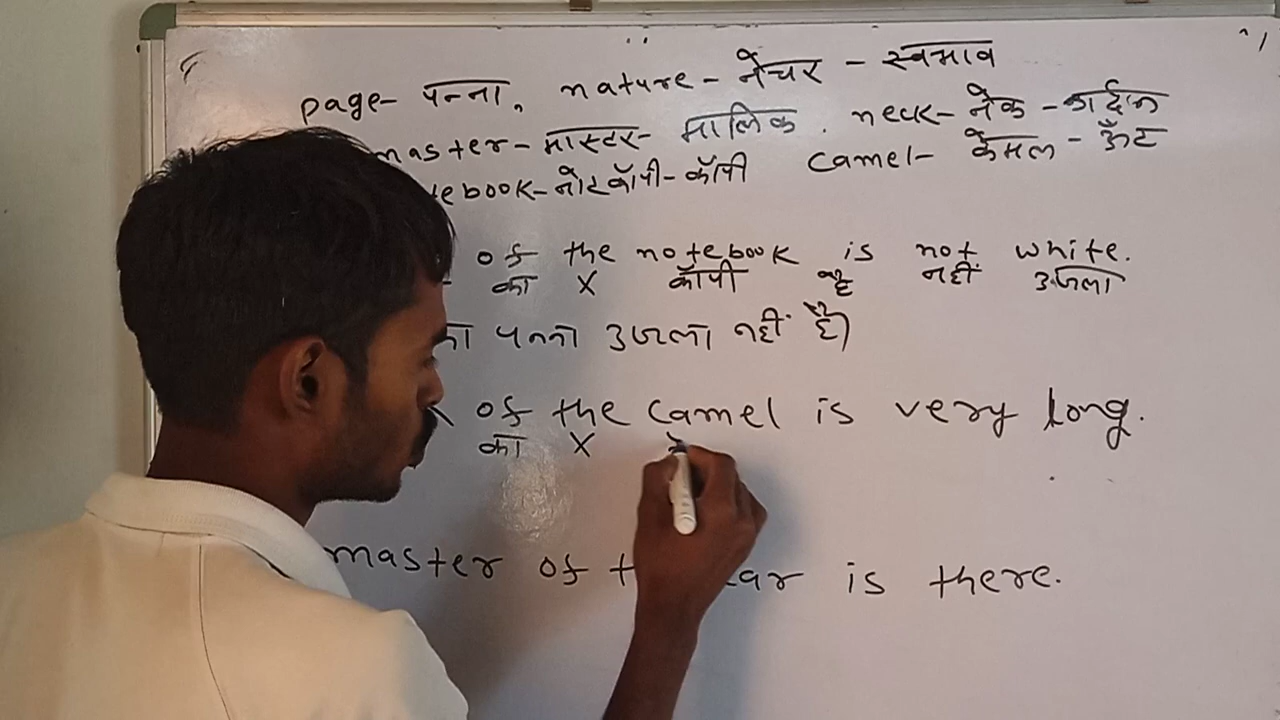 page- पन्ना, nature- नेचर - स्वभाव
master- मास्टर- मालिक. neck- नेक - गर्दन
ebook- नोटकॉपी- कॉपी camel- कैमल - ऊँट
of the notebook is not white.
का x कॉपी है नहीं उजला
पन्ना उजला नहीं है।
of the camel is very long.
का x
master of is there.